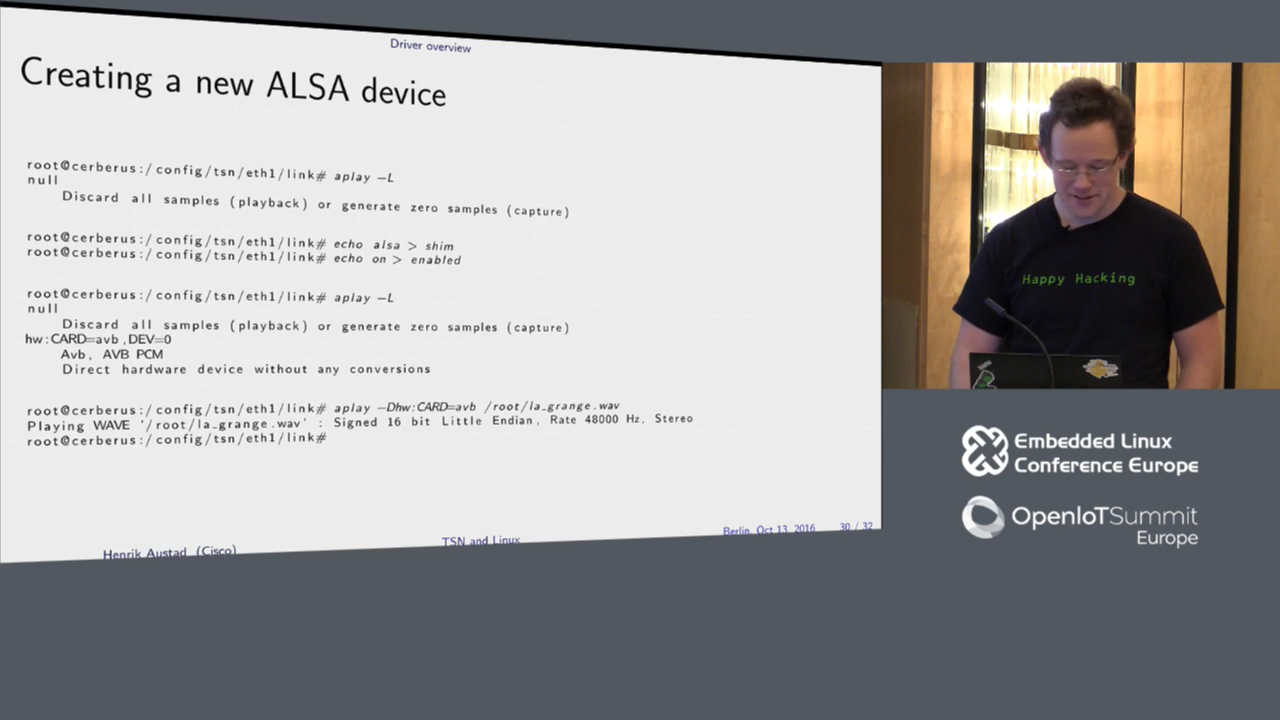 Driver overview
Creating a new ALSA device
root@cerberus:/config/tsn/eth1/link# aplay -L
null
Discard all samples (playback) or generate zero samples (capture)
root@cerberus:/config/tsn/eth1/link# echo alsa > shim
root@cerberus:/config/tsn/eth1/link# echo on > enabled
root@cerberus:/config/tsn/eth1/link# aplay -L
null
Discard all samples (playback) or generate zero samples (capture)
hw:CARD=avb,DEV=0
Avb, AVB PCM
Direct hardware device without any conversions
root@cerberus:/config/tsn/eth1/link# aplay -Dhw:CARD=avb /root/la_grange.wav
Playing WAVE '/root/la_grange.wav' : Signed 16 bit Little Endian, Rate 48000 Hz, Stereo
root@cerberus:/config/tsn/eth1/link#
Henrik Austad (Cisco)
TSN and Linux
Berlin, Oct 13, 2016
30 / 32
Happy Hacking
Embedded Linux
Conference Europe
OpenIoTSummit
Europe